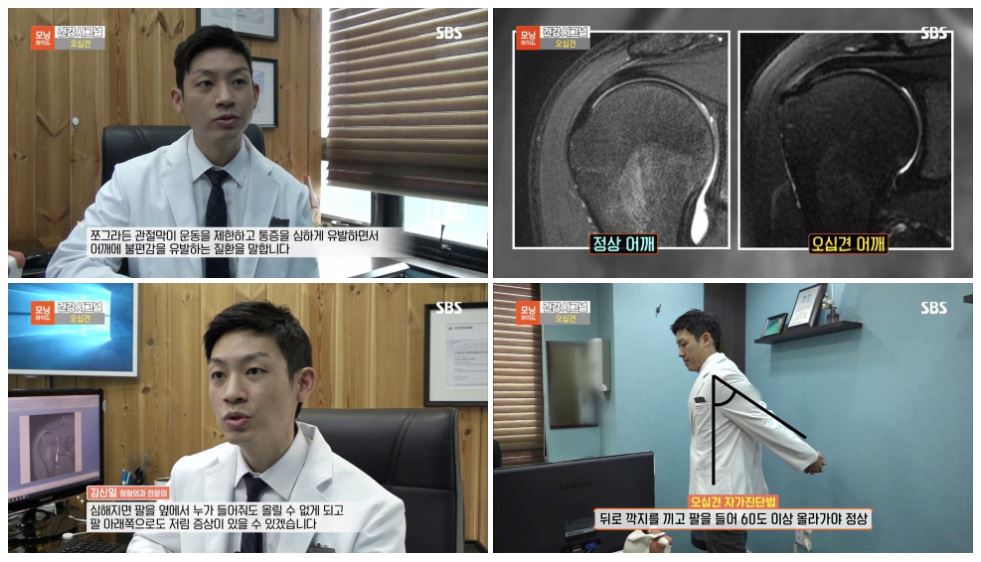 모닝
와이드
건강시그널
오십견
SBS
쪼그라든 관절막이 운동을 제한하고 통증을 심하게 유발하면서
어깨에 불편감을 유발하는 질환을 말합니다
모닝
와이드
건강시그널
오십견
SBS
정상 어깨
오십견 어깨
모닝
와이드
건강시그널
오십견
SBS
김신일 정형외과 전문의
심해지면 팔을 옆에서 누가 들어줘도 올릴 수 없게 되고
팔 아래쪽으로도 저림 증상이 있을 수 있겠습니다
모닝
와이드
건강시그널
오십견
SBS
오십견 자가진단법
뒤로 깍지를 끼고 팔을 들어 60도 이상 올라가야 정상